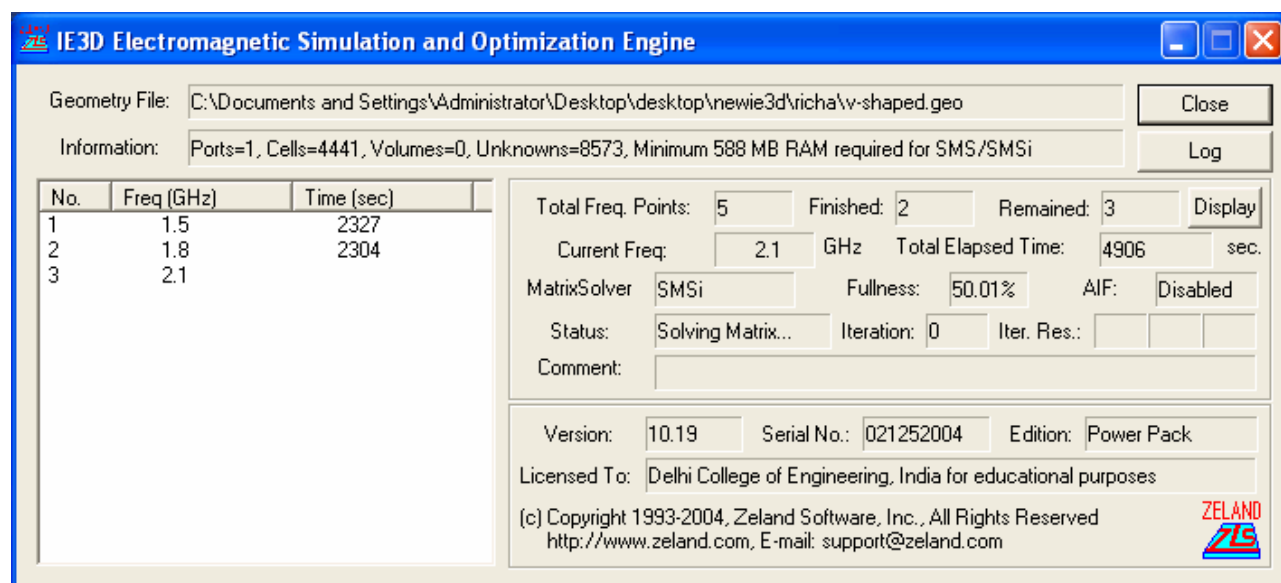 IE3D Electromagnetic Simulation and Optimization Engine
Geometry File: C:\Documents and Settings\Administrator\Desktop\desktop\newie3d\richa\v-shaped.geo Close
Information: Ports=1, Cells=4441, Volumes=0, Unknowns=8573, Minimum 588 MB RAM required for SMS/SMSi Log
No. Freq (GHz) Time (sec)
1 1.5 2327
2 1.8 2304
3 2.1
Total Freq. Points: 5 Finished: 2 Remained: 3 Display
Current Freq: 2.1 GHz Total Elapsed Time: 4906 sec.
MatrixSolver SMSi Fullness: 50.01% AIF: Disabled
Status: Solving Matrix... Iteration: 0 Iter. Res.:
Comment:
Version: 10.19 Serial No.: 021252004 Edition: Power Pack
Licensed To: Delhi College of Engineering, India for educational purposes
(c) Copyright 1993-2004, Zeland Software, Inc., All Rights Reserved
http://www.zeland.com, E-mail: support@zeland.com
ZELAND
ZLS